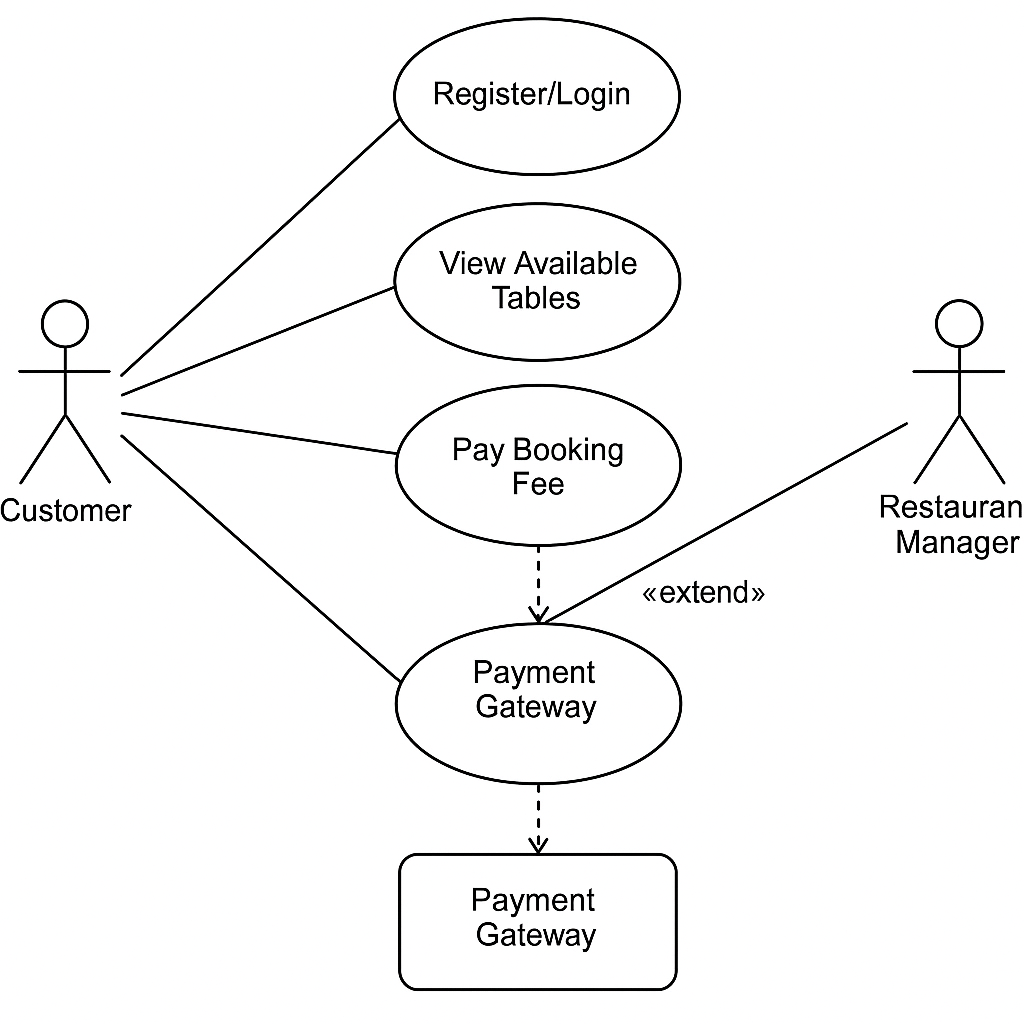 Register/Login
View Available
Tables
Pay Booking
Fee
Customer
Restauran
Manager
«extend»
Payment
Gateway
Payment
Gateway